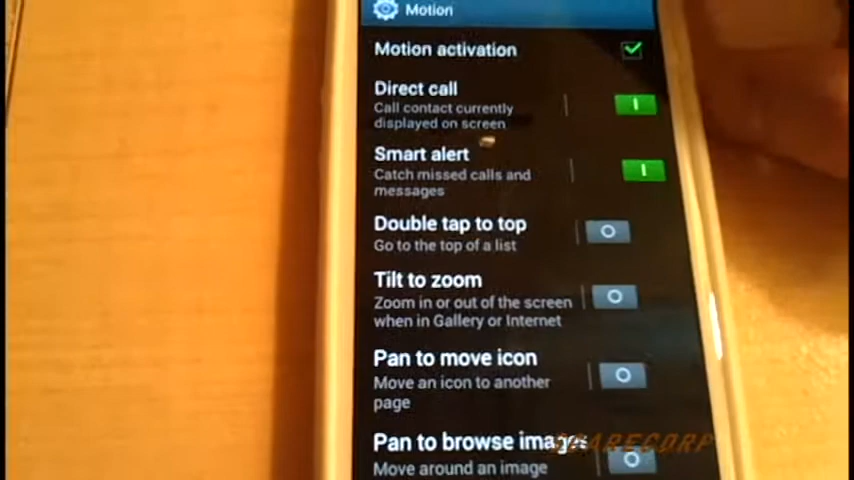 Motion
Motion activation
Direct call
Call contact currently
displayed on screen
Smart alert
Catch missed calls and
messages
Double tap to top
Go to the top of a list
Tilt to zoom
Zoom in or out of the screen
when in Gallery or Internet
Pan to move icon
Move an icon to another
page
Pan to browse images
Move around an image